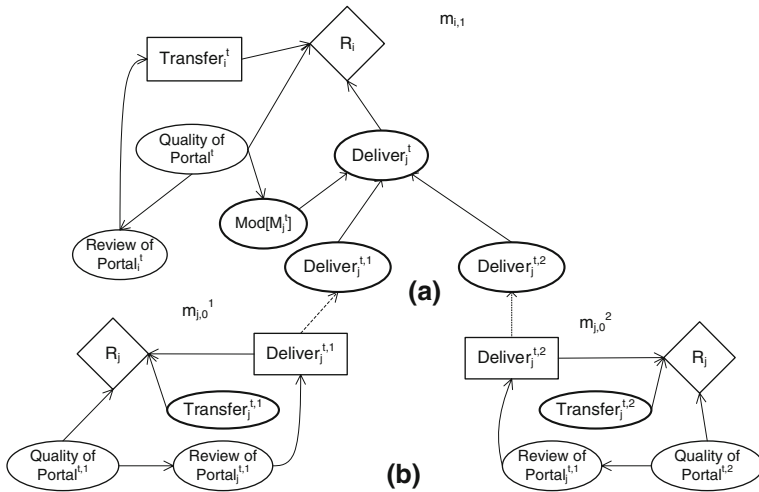 m_{i,1}
R_i
Transfer_i^t
Quality of
Portal^t
Deliver_j^t
Mod[M_j^t]
Review of
Portal_i^t
Deliver_j^{t,1}
Deliver_j^{t,2}
(a)
m_{j,0}^1
m_{j,0}^2
R_j
Deliver_j^{t,1}
Deliver_j^{t,2}
R_j
Transfer_j^{t,1}
Transfer_j^{t,2}
Quality of
Portal^{t,1}
Review of
Portal_j^{t,1}
(b)
Review of
Portal_j^{t,1}
Quality of
Portal^{t,2}